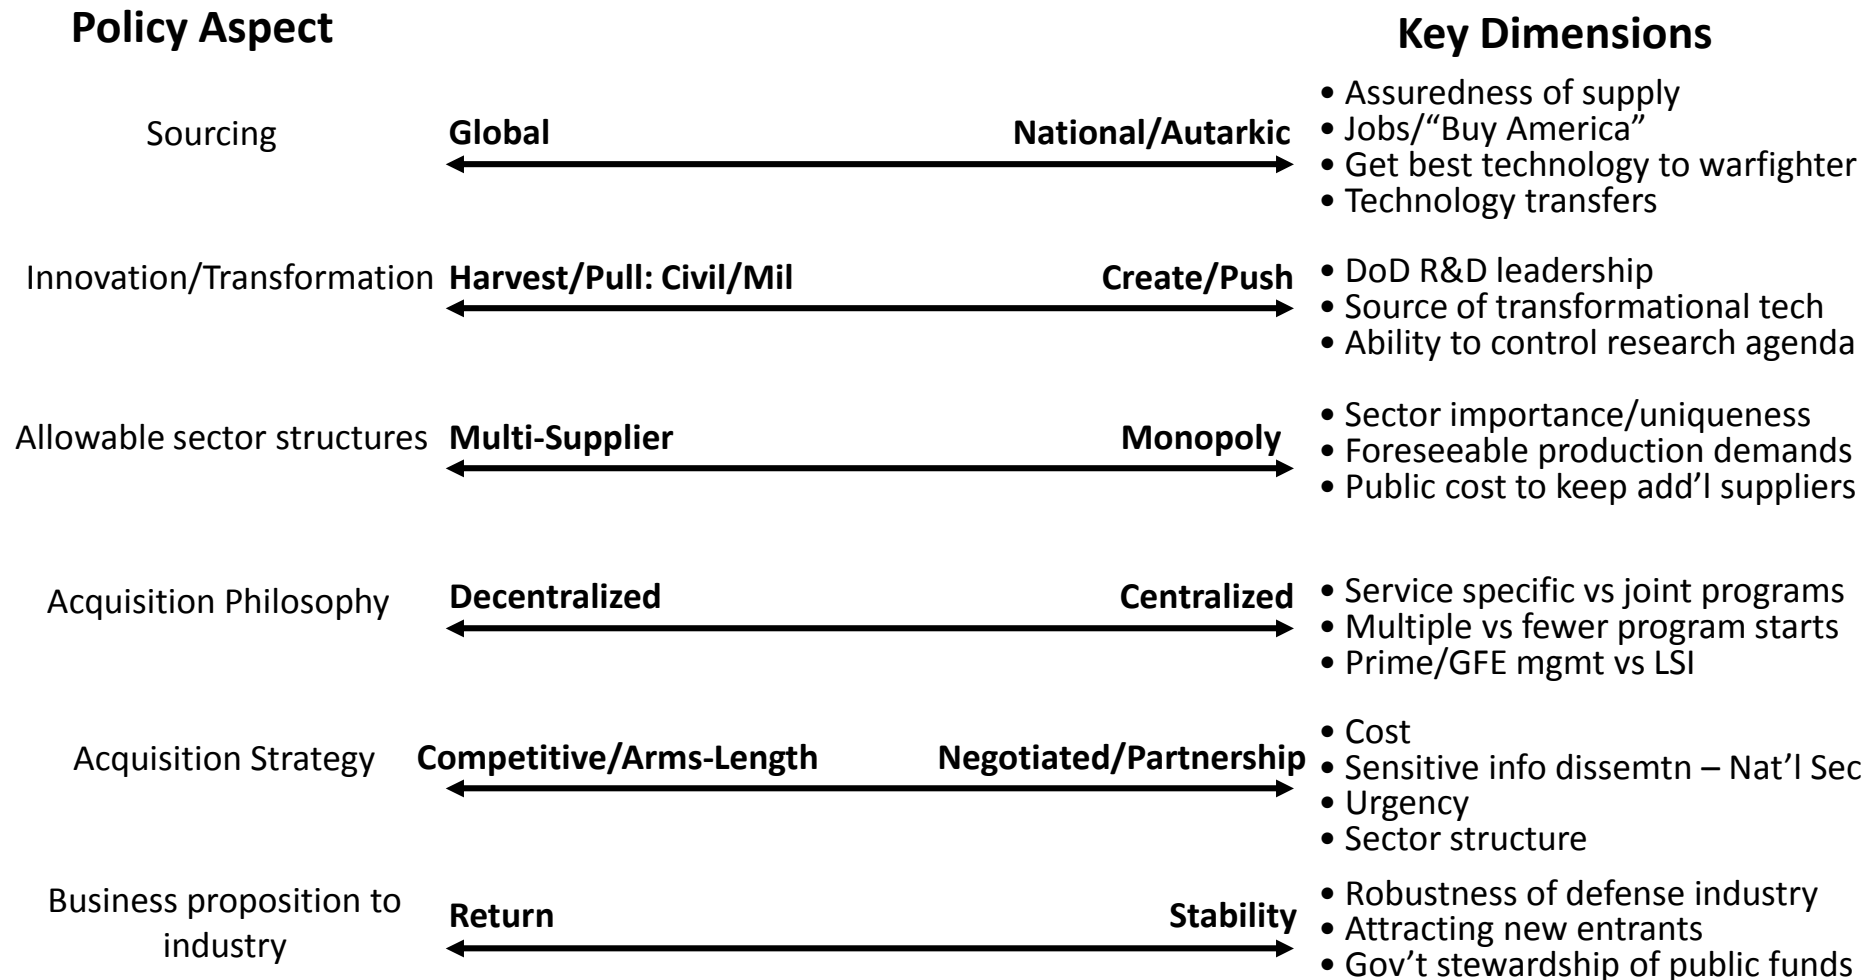 Policy Aspect
Key Dimensions
Sourcing
Global
National/Autarkic
• Assuredness of supply
• Jobs/“Buy America”
• Get best technology to warfighter
• Technology transfers
Innovation/Transformation
Harvest/Pull: Civil/Mil
Create/Push
• DoD R&D leadership
• Source of transformational tech
• Ability to control research agenda
Allowable sector structures
Multi-Supplier
Monopoly
• Sector importance/uniqueness
• Foreseeable production demands
• Public cost to keep add’l suppliers
Acquisition Philosophy
Decentralized
Centralized
• Service specific vs joint programs
• Multiple vs fewer program starts
• Prime/GFE mgmt vs LSI
Acquisition Strategy
Competitive/Arms-Length
Negotiated/Partnership
• Cost
• Sensitive info dissemtn – Nat’l Sec
• Urgency
• Sector structure
Business proposition to
industry
Return
Stability
• Robustness of defense industry
• Attracting new entrants
• Gov’t stewardship of public funds